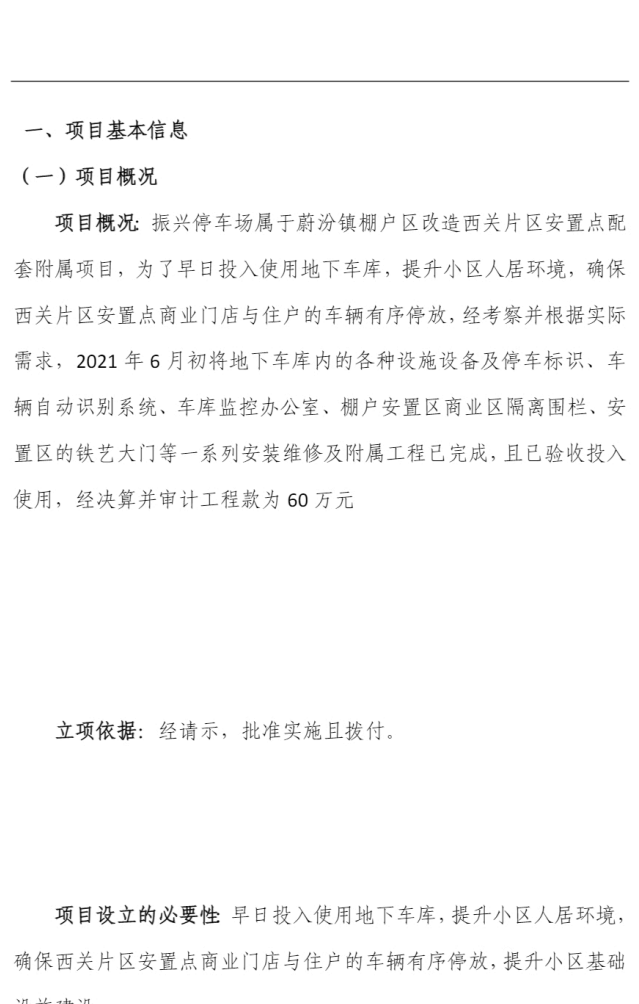 一、项目基本信息
（一）项目概况
项目概况：振兴停车场属于蔚汾镇棚户区改造西关片区安置点配
套附属项目，为了早日投入使用地下车库，提升小区人居环境，确保
西关片区安置点商业门店与住户的车辆有序停放，经考察并根据实际
需求，2021 年 6 月初将地下车库内的各种设施设备及停车标识、车
辆自动识别系统、车库监控办公室、棚户安置区商业区隔离围栏、安
置区的铁艺大门等一系列安装维修及附属工程已完成，且已验收投入
使用，经决算并审计工程款为 60 万元
立项依据：经请示，批准实施且拨付。
项目设立的必要性：早日投入使用地下车库，提升小区人居环境，
确保西关片区安置点商业门店与住户的车辆有序停放，提升小区基础